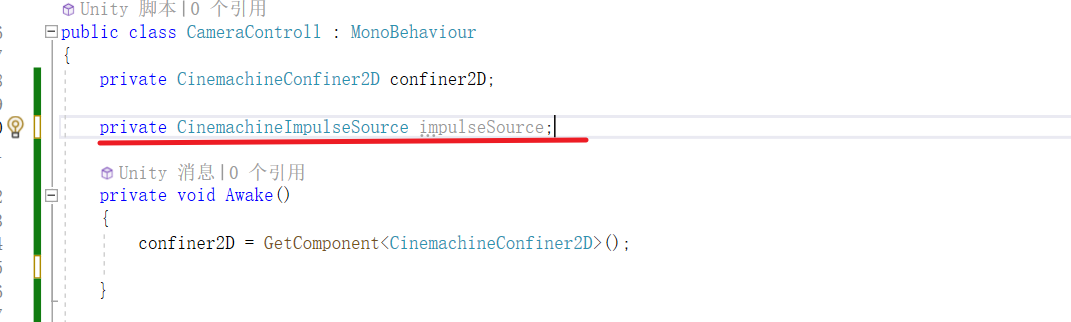 Unity 脚本|0 个引用
public class CameraControll : MonoBehaviour
{
private CinemachineConfiner2D confiner2D;
private CinemachineImpulseSource impulseSource;
Unity 消息|0 个引用
private void Awake()
{
confiner2D = GetComponent<CinemachineConfiner2D>();
}